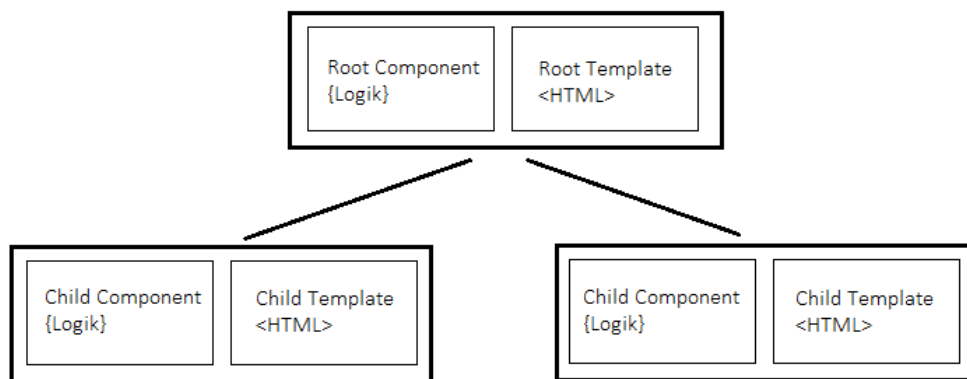 Root Component
{Logik}
Root Template
<HTML>
Child Component
{Logik}
Child Template
<HTML>
Child Component
{Logik}
Child Template
<HTML>